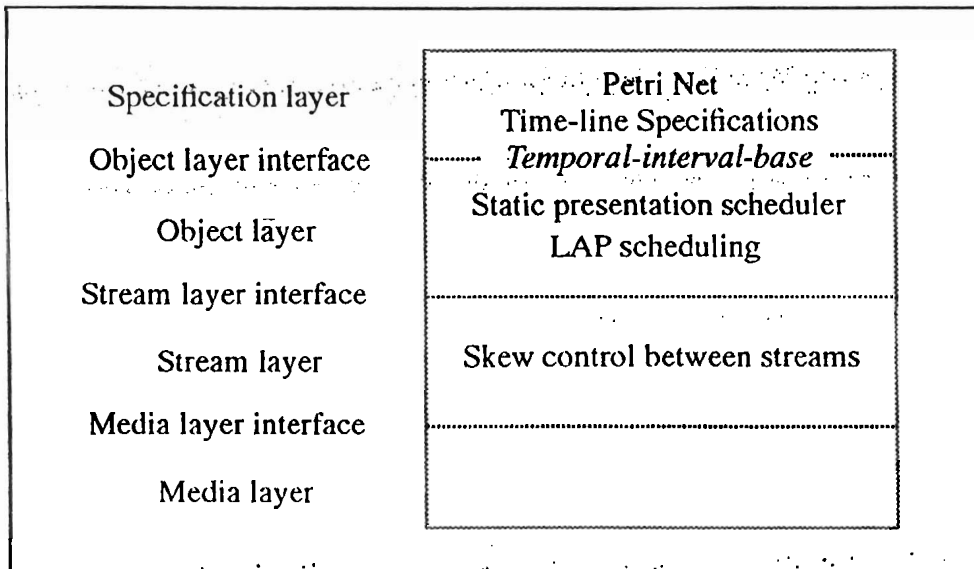 Specification layer
Petri Net
Time-line Specifications
Object layer interface
Temporal-interval-base
Object layer
Static presentation scheduler
LAP scheduling
Stream layer interface
Stream layer
Skew control between streams
Media layer interface
Media layer